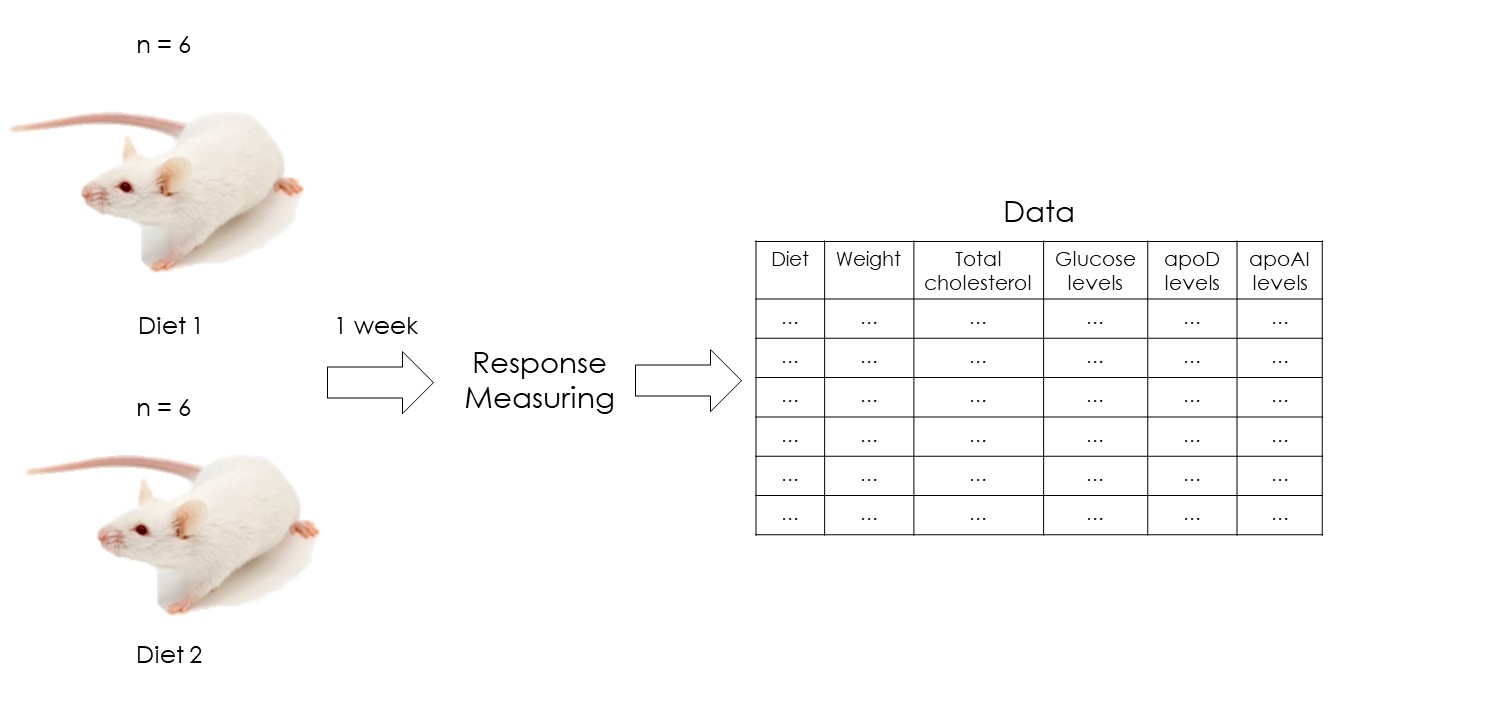 n = 6
Diet 1
n = 6
Diet 2
1 week
Response
Measuring
Data
Diet Weight Total cholesterol Glucose levels apoD levels apoAI levels
... ... ... ... ... ...
... ... ... ... ... ...
... ... ... ... ... ...
... ... ... ... ... ...
... ... ... ... ... ...
... ... ... ... ... ...